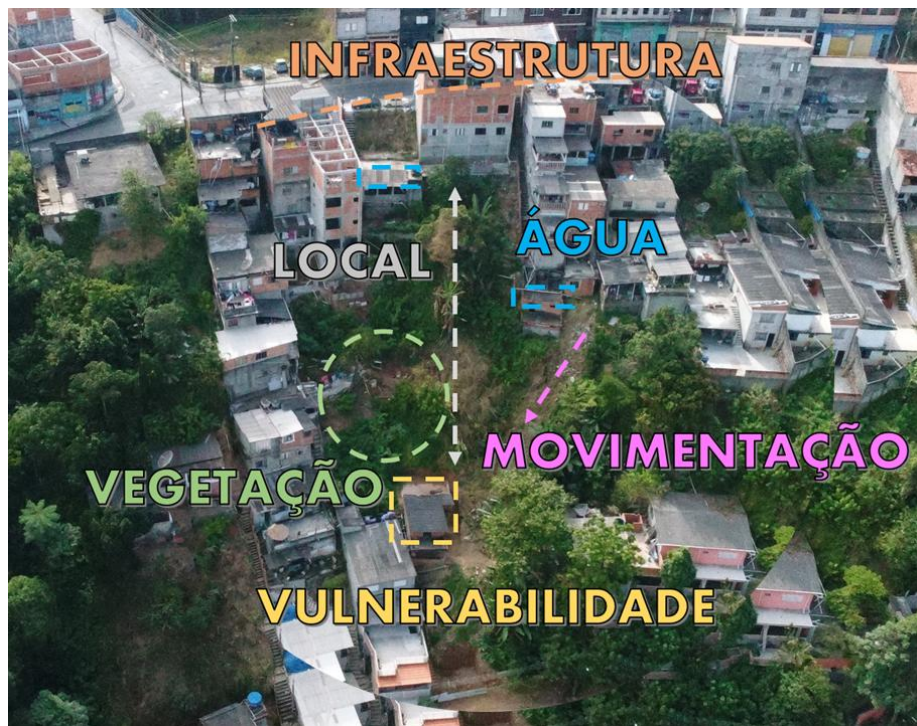 INFRAESTRUTURA
ÁGUA
LOCAL
MOVIMENTAÇÃO
VEGETAÇÃO
VULNERABILIDADE